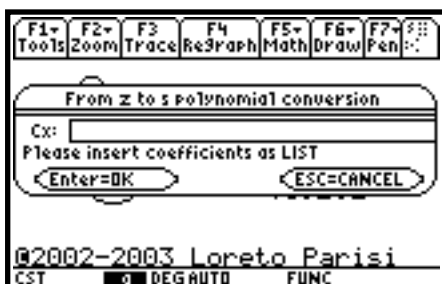 F1▾ F2▾ F3 F4 F5▾ F6▾ F7▾
Tools Zoom Trace ReGraph Math Draw Pen
From z to s polynomial conversion
Cx:
Please insert coefficients as LIST
Enter=OK ESC=CANCEL
@2002-2003 Loreto Parisi
CST DEG AUTO FUNC